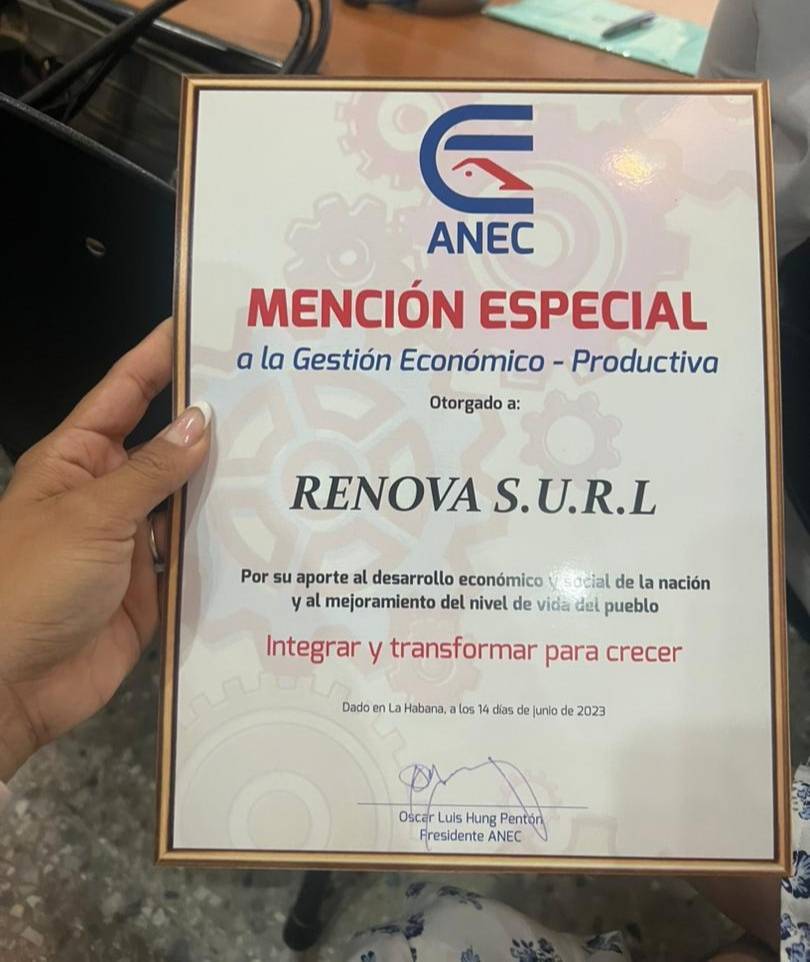 ANEC
MENCIÓN ESPECIAL
a la Gestión Económico - Productiva
Otorgado a:
RENOVA S.U.R.L
Por su aporte al desarrollo económico y social de la nación
y al mejoramiento del nivel de vida del pueblo
Integrar y transformar para crecer
Dado en La Habana, a los 14 días de junio de 2023
Oscar Luis Hung Pentón
Presidente ANEC